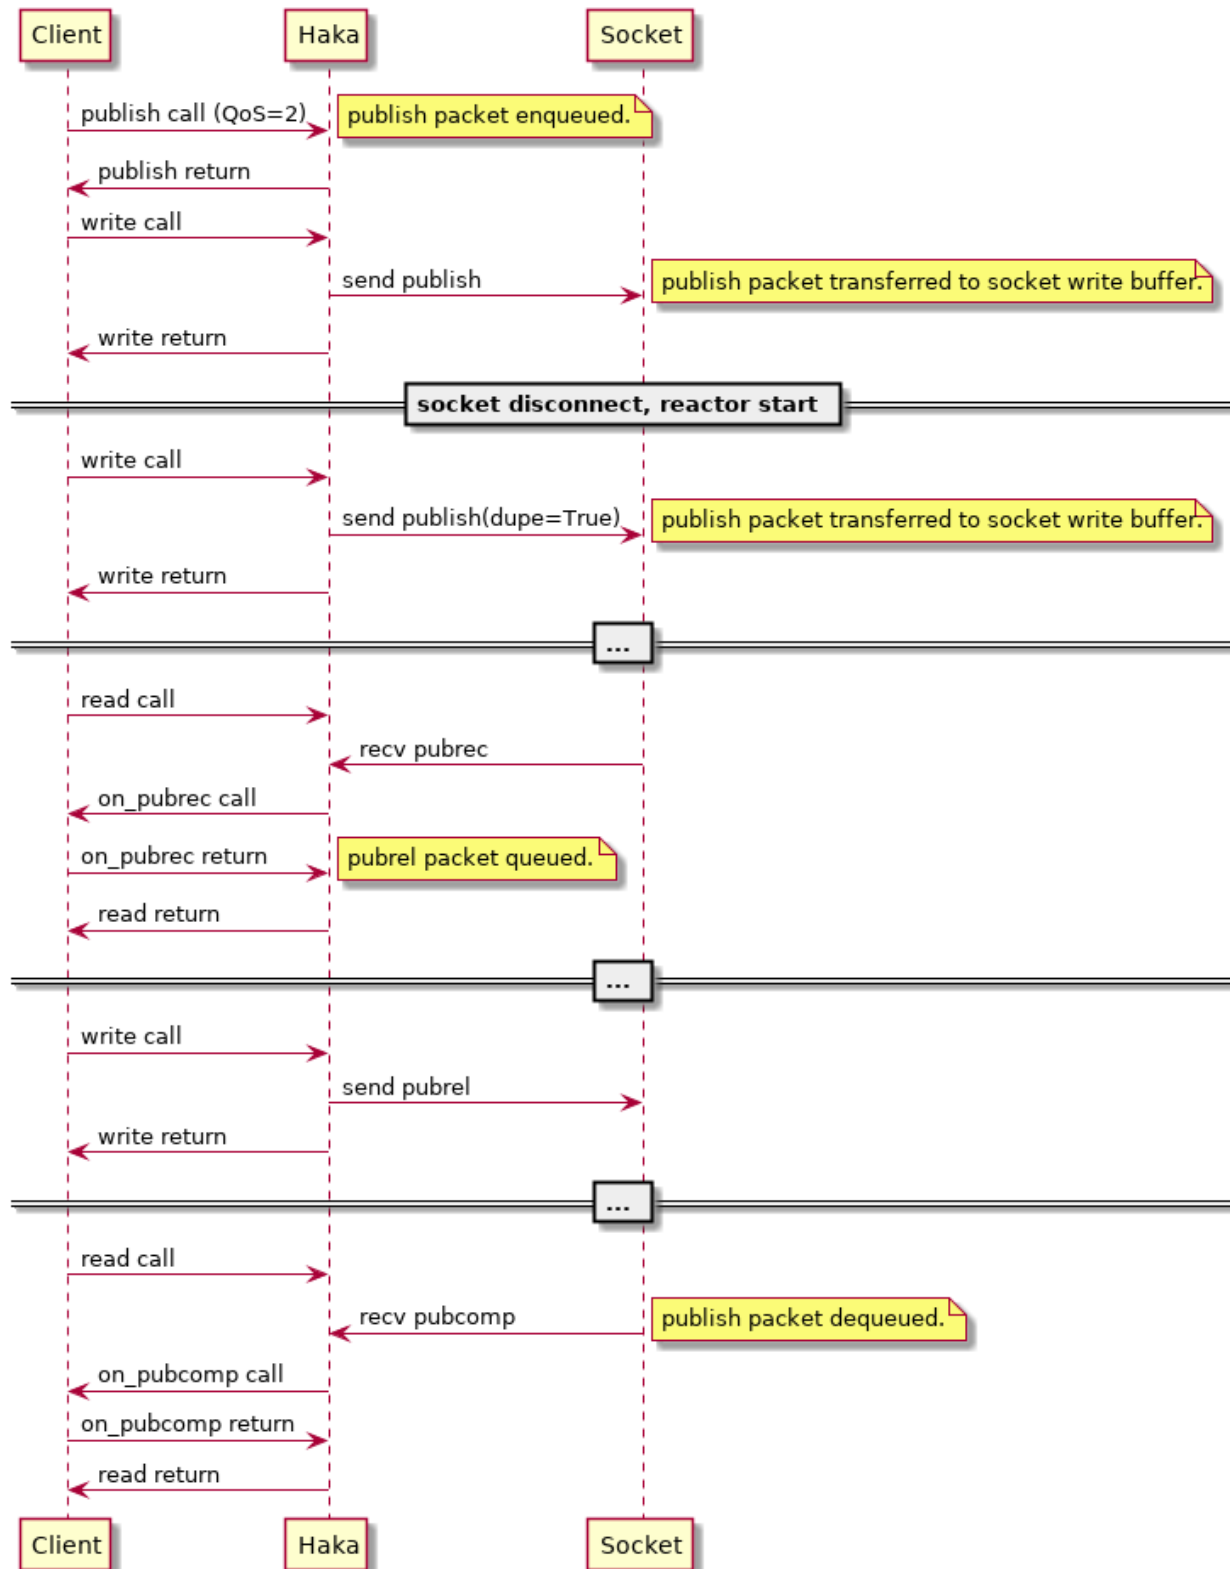 Client Haka Socket
publish call (QoS=2) publish packet enqueued.
publish return
write call
send publish publish packet transferred to socket write buffer.
write return
socket disconnect, reactor start
write call
send publish(dupe=True) publish packet transferred to socket write buffer.
write return
...
read call
recv pubrec
on_pubrec call
on_pubrec return pubrel packet queued.
read return
...
write call
send pubrel
write return
...
read call
recv pubcomp publish packet dequeued.
on_pubcomp call
on_pubcomp return
read return
Client Haka Socket